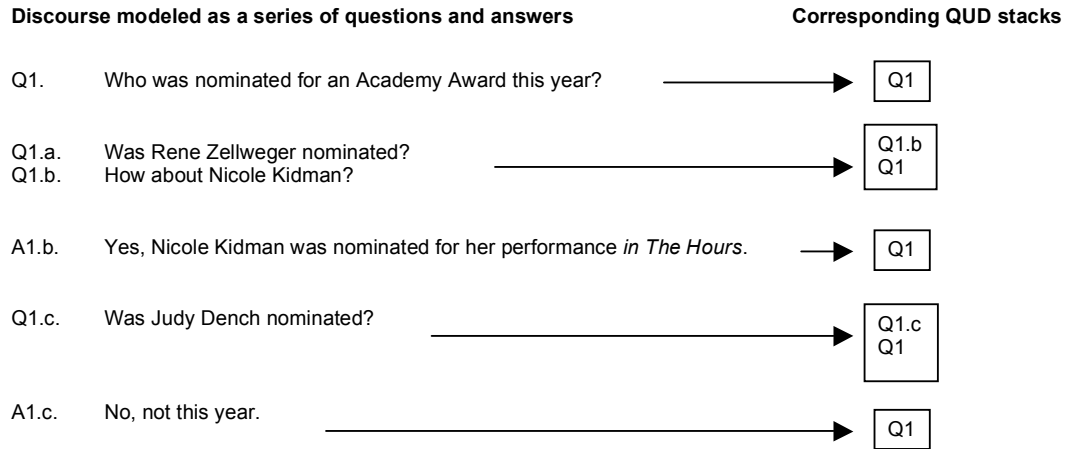 Discourse modeled as a series of questions and answers Corresponding QUD stacks
Q1. Who was nominated for an Academy Award this year? Q1
Q1.a. Was Rene Zellweger nominated?
Q1.b. How about Nicole Kidman?
Q1.b
Q1
A1.b. Yes, Nicole Kidman was nominated for her performance in The Hours. Q1
Q1.c. Was Judy Dench nominated?
Q1.c
Q1
A1.c. No, not this year. Q1